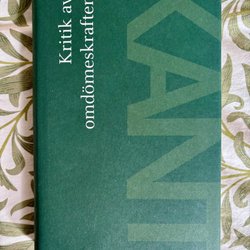 Kritik av
omdömeskraften
KANT